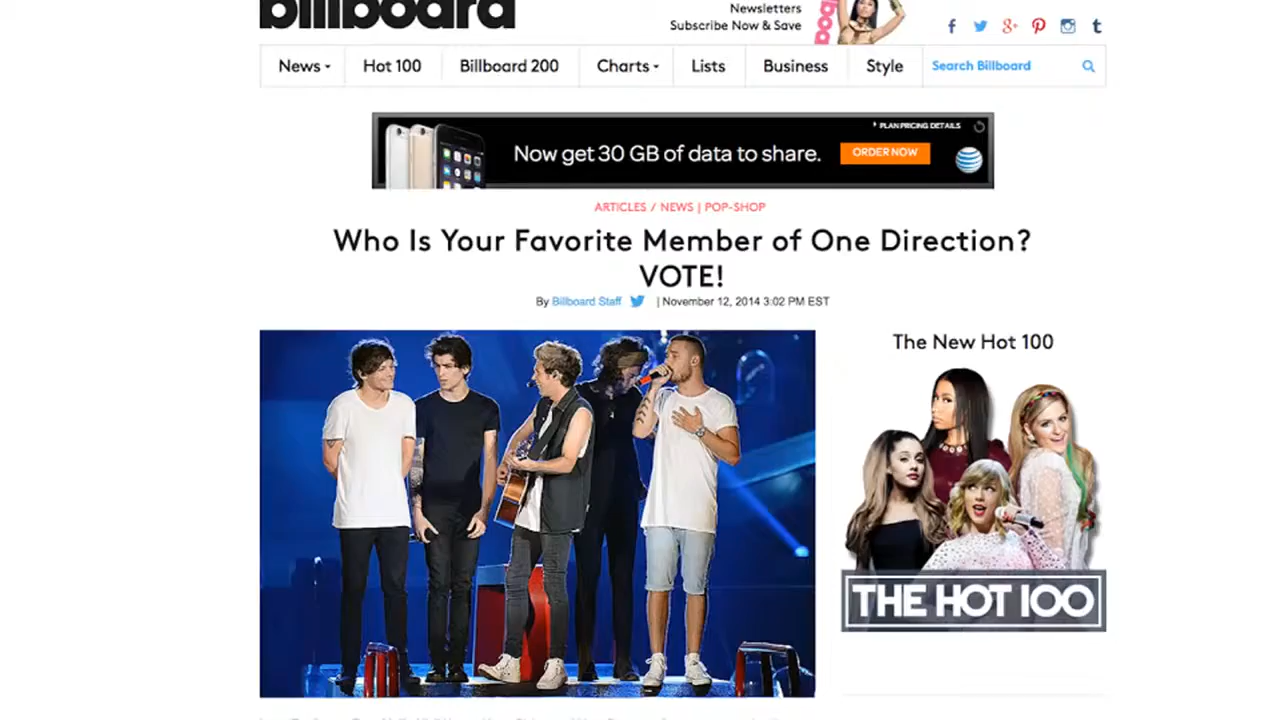 billboard
Newsletters
Subscribe Now & Save
News
Hot 100
Billboard 200
Charts
Lists
Business
Style
Search Billboard
PLAN PRICING DETAILS
Now get 30 GB of data to share.
ORDER NOW
ARTICLES / NEWS | POP-SHOP
Who Is Your Favorite Member of One Direction?
VOTE!
By Billboard Staff | November 12, 2014 3:02 PM EST
The New Hot 100
THE HOT 100